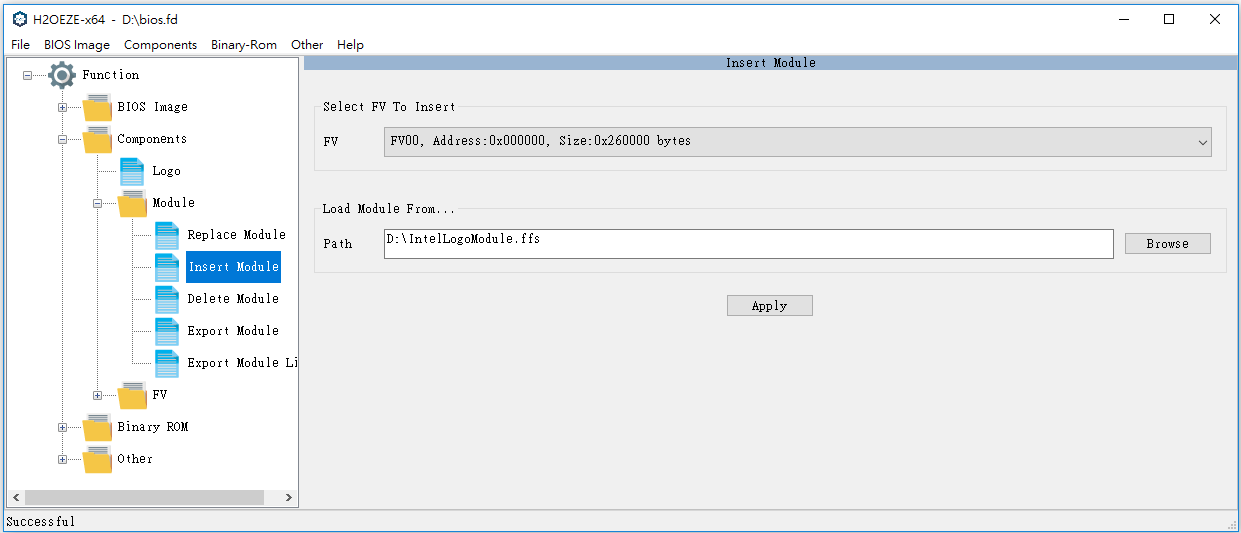 H2OEZE-x64 - D:\bios.fd
File BIOS Image Components Binary-Rom Other Help
Function
BIOS Image
Components
Logo
Module
Replace Module
Insert Module
Delete Module
Export Module
Export Module Li
FV
Binary ROM
Other
Insert Module
Select FV To Insert
FV FV00, Address:0x000000, Size:0x260000 bytes
Load Module From...
Path D:\IntelLogoModule.ffs Browse
Apply
Successful